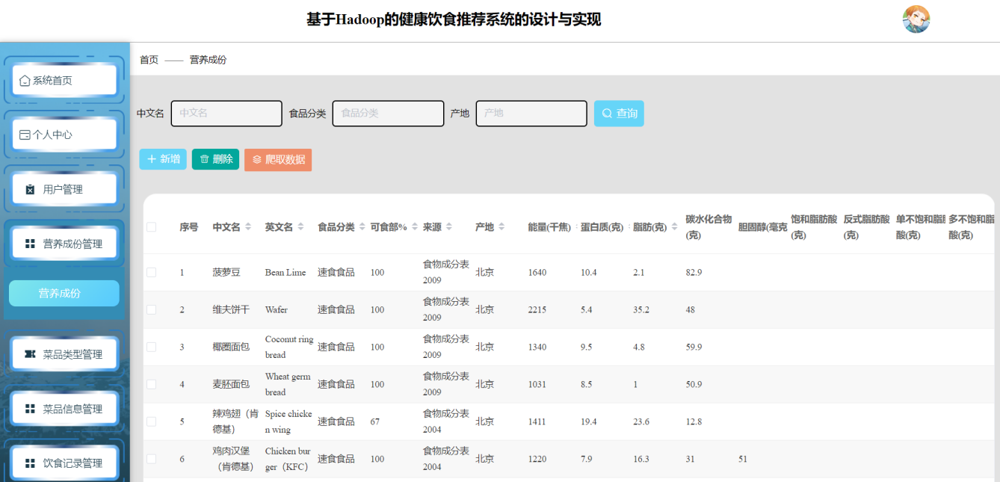 基于Hadoop的健康饮食推荐系统的设计与实现
首页 —— 营养成份
系统首页
个人中心
用户管理
营养成份管理
营养成份
菜品类型管理
菜品信息管理
饮食记录管理
中文名 中文名 食品分类 食品分类 产地 产地 查询
新增 删除 爬取数据
序号 中文名 英文名 食品分类 可食部% 来源 产地 能量(千焦) 蛋白质(克) 脂肪(克) 碳水化合物(克) 胆固醇(毫克 饱和脂肪酸(克) 反式脂肪酸(克) 单不饱和脂肪酸(克) 多不饱和脂酸(克)
1 菠萝豆 Bean Lime 速食食品 100 食物成分表2009 北京 1640 10.4 2.1 82.9
2 维夫饼干 Wafer 速食食品 100 食物成分表2009 北京 2215 5.4 35.2 48
3 椰圈面包 Coconut ring bread 速食食品 100 食物成分表2009 北京 1340 9.5 4.8 59.9
4 麦胚面包 Wheat germ bread 速食食品 100 食物成分表2009 北京 1031 8.5 1 50.9
5 辣鸡翅（肯德基） Spice chicken wing 速食食品 67 食物成分表2004 北京 1411 19.4 23.6 12.8
6 鸡肉汉堡（肯德基） Chicken burger（KFC） 速食食品 100 食物成分表2004 北京 1220 7.9 16.3 31 51